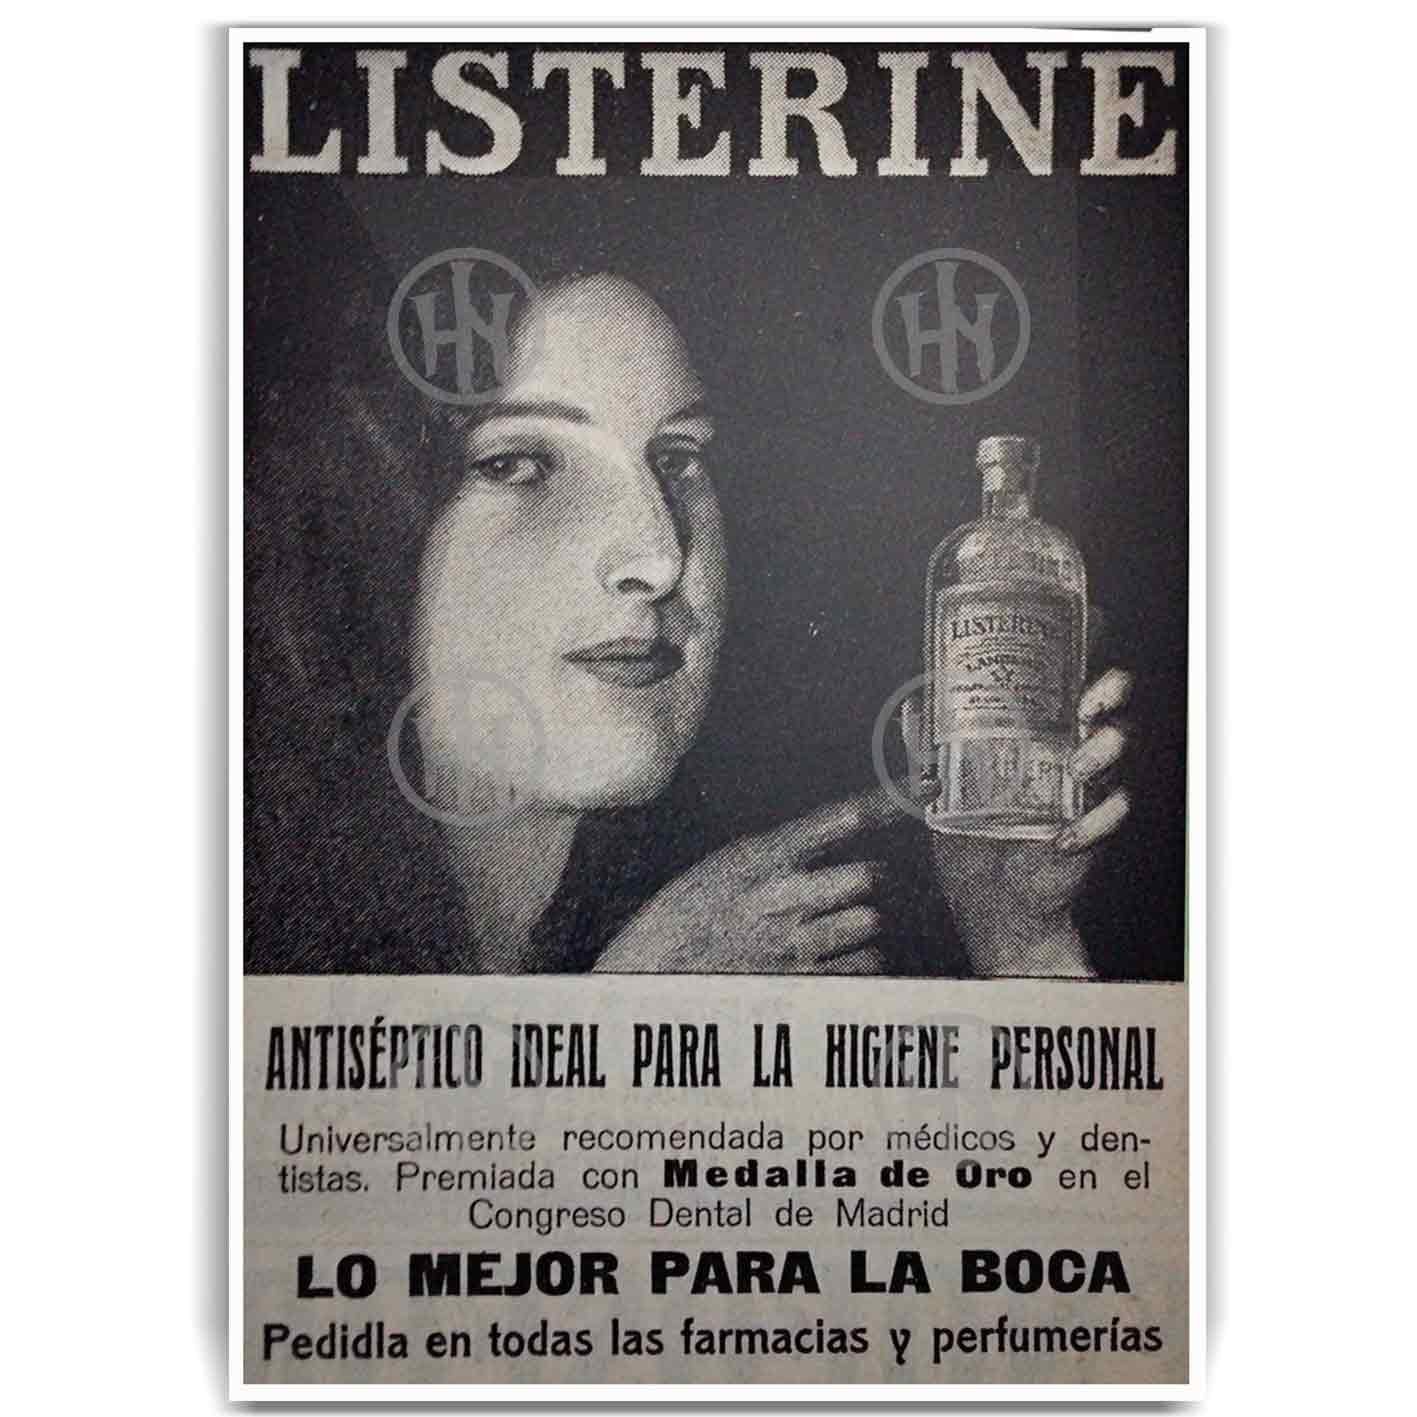 LISTERINE
LISTERINE
ANTISÉPTICO IDEAL PARA LA HIGIENE PERSONAL
Universalmente recomendada por médicos y den-
tistas. Premiada con Medalla de Oro en el
Congreso Dental de Madrid
LO MEJOR PARA LA BOCA
Pedidla en todas las farmacias y perfumerías